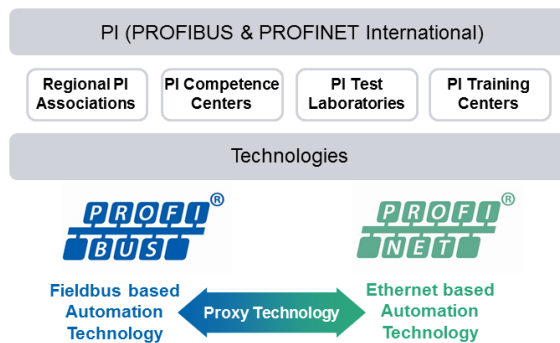 PI (PROFIBUS & PROFINET International)
Regional PI
Associations
PI Competence
Centers
PI Test
Laboratories
PI Training
Centers
Technologies
PROFI®
BUS
PROFI®
NET
Fieldbus based
Automation
Technology
Proxy Technology
Ethernet based
Automation
Technology